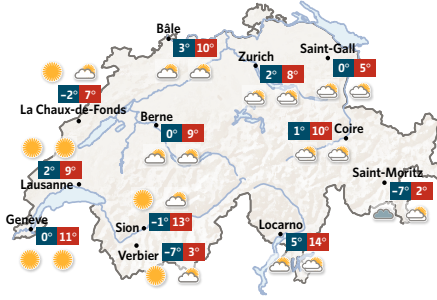 Bâle
3° 10°
Zurich
2° 8°
Saint-Gall
0° 5°
-2° 7°
La Chaux-de-Fonds
Berne
0° 9°
1° 10° Coire
2° 9°
Lausanne
Saint-Moritz
-7° 2°
Genève
0° 11°
Sion -1° 13°
Verbier -7° 3°
Locarno
5° 14°